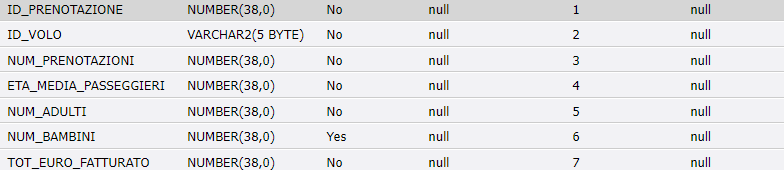 ID_PRENOTAZIONE NUMBER(38,0) No null 1 null
ID_VOLO VARCHAR2(5 BYTE) No null 2 null
NUM_PRENOTAZIONI NUMBER(38,0) No null 3 null
ETA_MEDIA_PASSEGGIERI NUMBER(38,0) No null 4 null
NUM_ADULTI NUMBER(38,0) No null 5 null
NUM_BAMBINI NUMBER(38,0) Yes null 6 null
TOT_EURO_FATTURATO NUMBER(38,0) No null 7 null